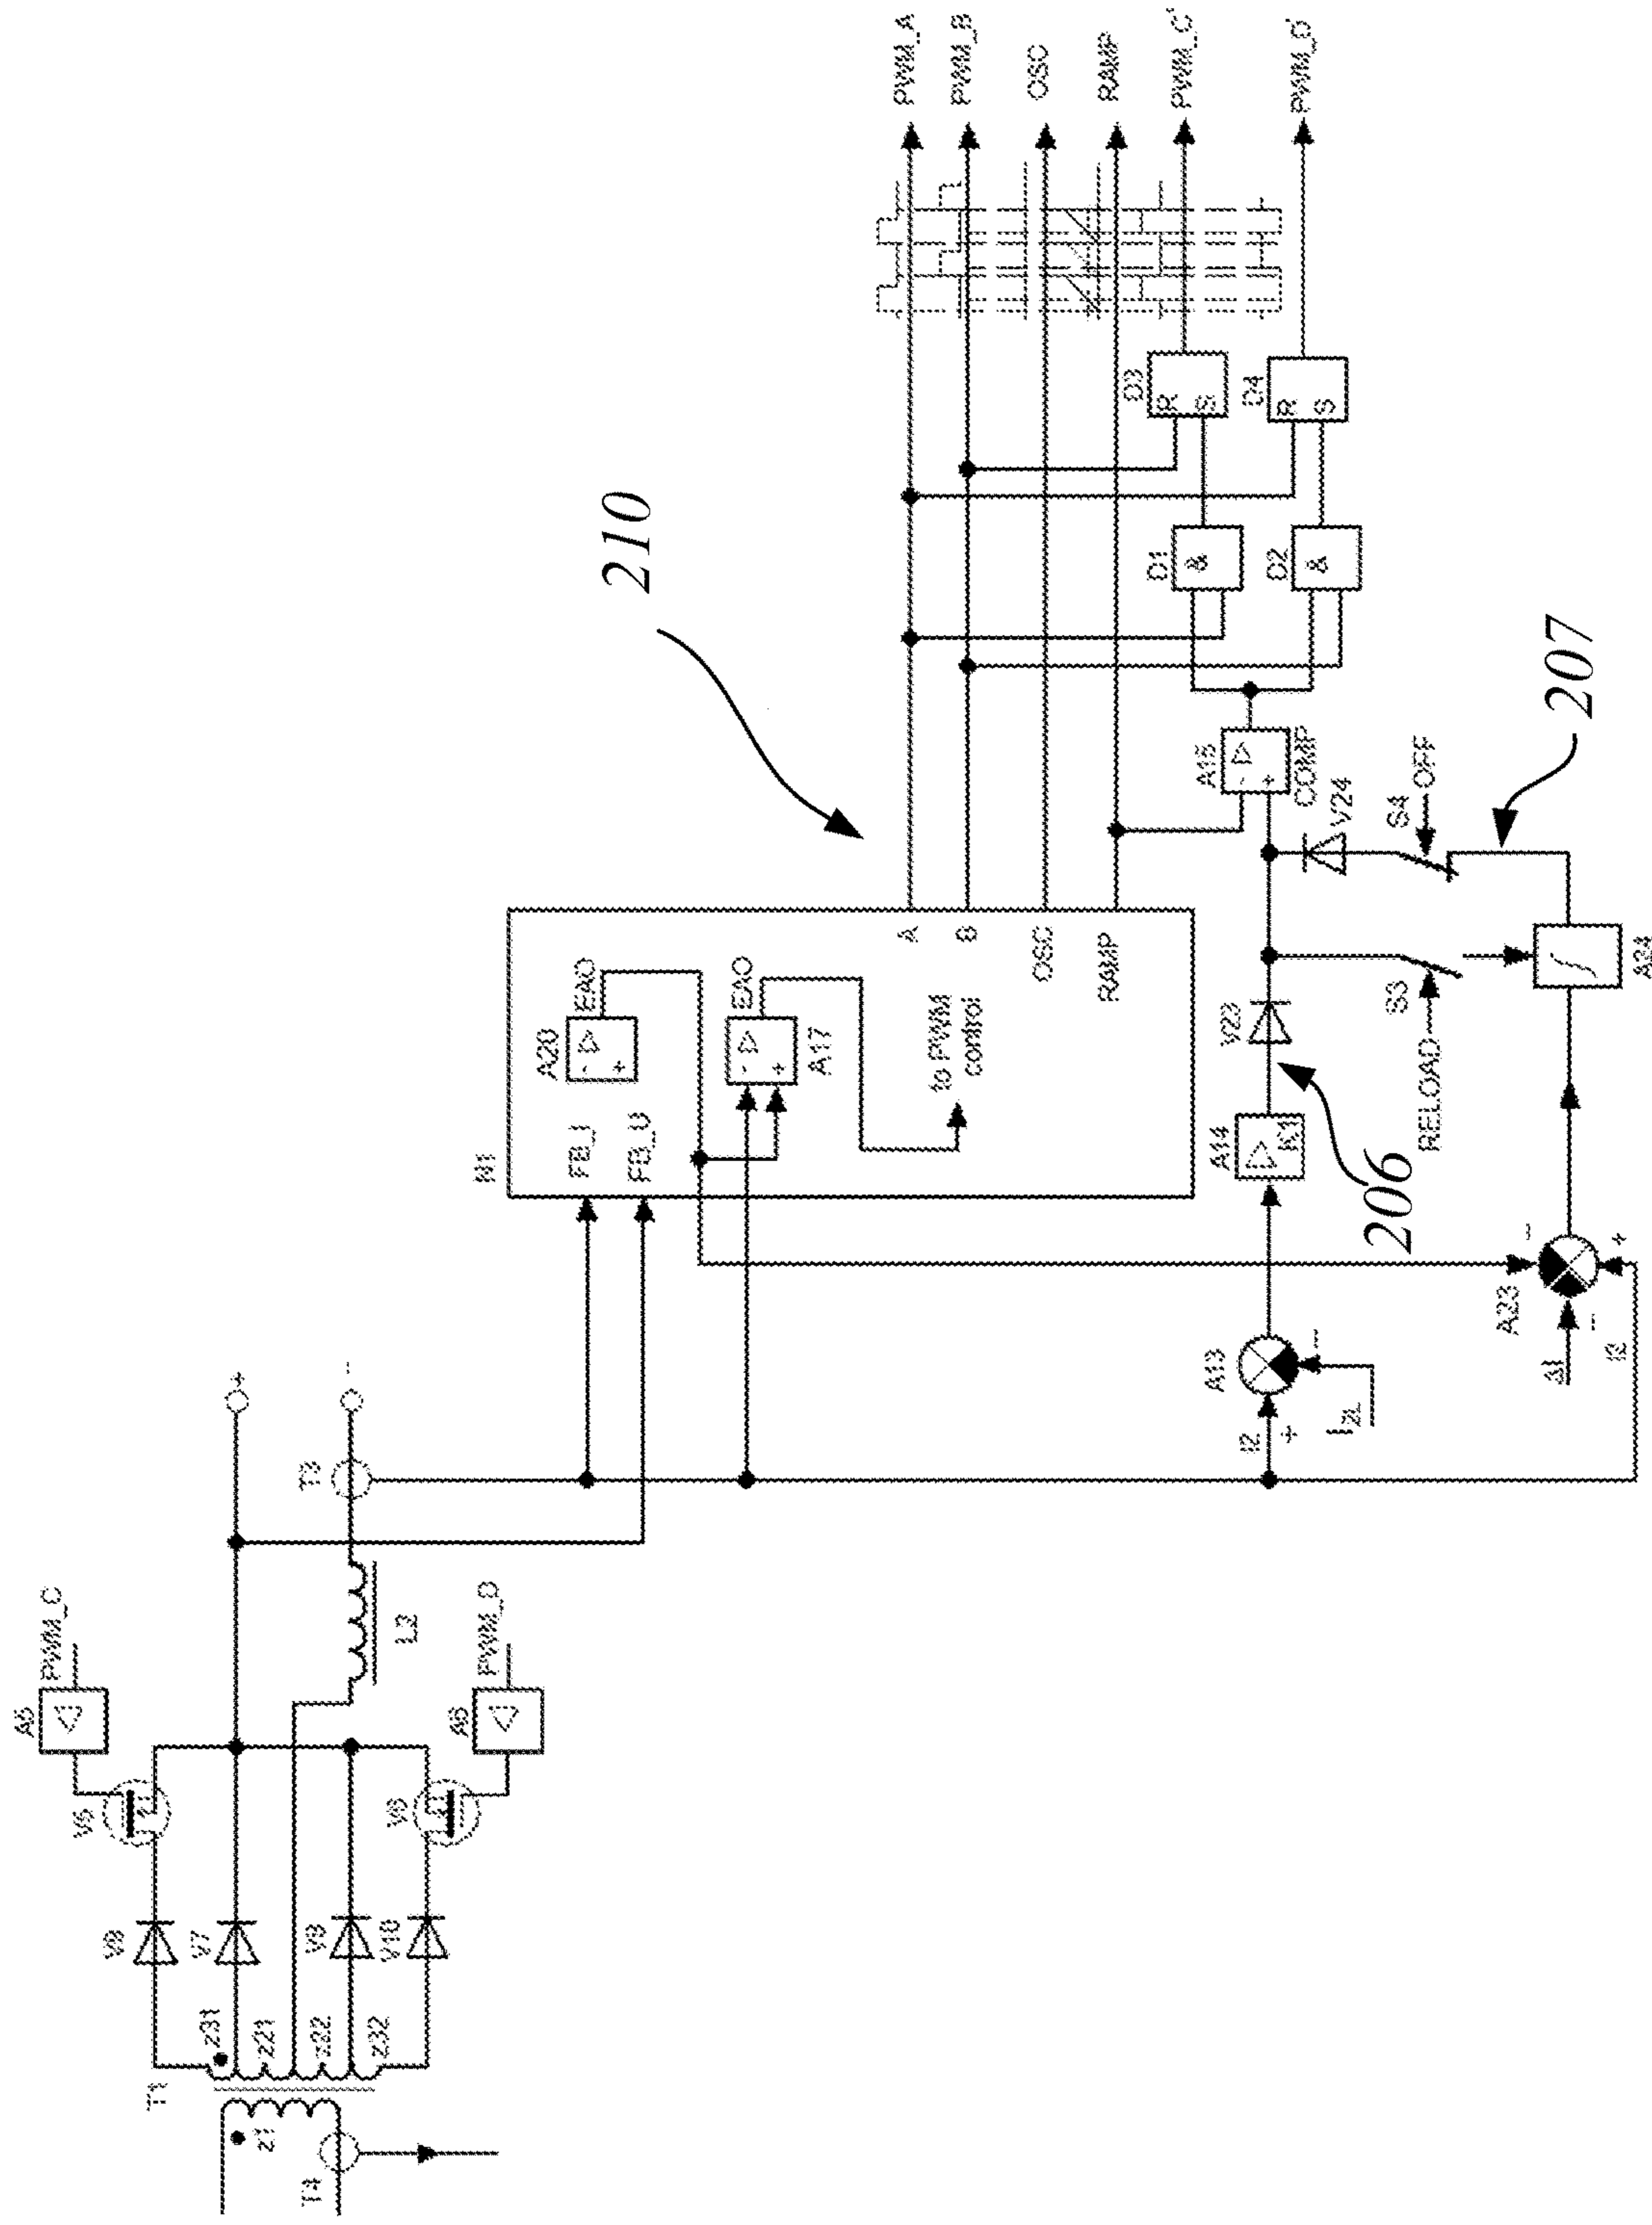 T4
z1
T1
z31
z21
z22
z32
V8
V7
V9
V10
V5
V6
A5
PWM_C
A6
PWM_D
L3
T3
+
-
N1
FB_I
FB_U
A20
- +
EAO
A17
- +
EAO
to PWM
control
A
B
OSC
RAMP
210
I2
+
I2L
-
A13
A14
K1
V23
206
RELOAD
S3
ΔI
-
I2
+
-
A23
A24
∫
S4
OFF
V24
207
A15
- +
COMP
D1
&
D2
&
D3
R
S
D4
R
S
PWM_A
PWM_B
OSC
RAMP
PWM_C'
PWM_D'